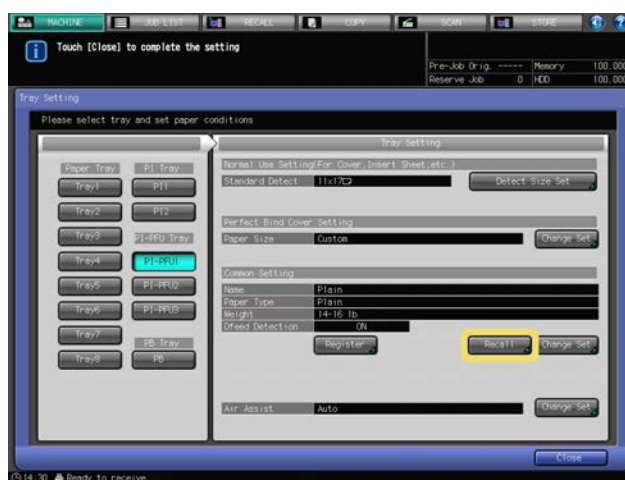 MACHINE JOB LIST RECALL COPY SCAN STORE
Touch [Close] to complete the setting
Pre-Job Orig. ----- Memory 100.00
Reserve Job 0 HDD 100.00
Tray Setting
Please select tray and set paper conditions
Tray Setting
Paper Tray PI Tray
Normal Use Setting(For Cover,Insert Sheet,etc.)
Tray1 PI1
Standard Detect 11x17 Detect Size Set
Tray2 PI2
Perfect Bind Cover Setting
Tray3 PI-PFU Tray
Paper Size Custom Change Set
Tray4 PI-PFU1
Common Setting
Tray5 PI-PFU2
Name Plain
Paper Type Plain
Tray6 PI-PFU3
Weight 14-16 lb
Dfeed Detection ON
Tray7 PB Tray
Register Recall Change Set
Tray8 PB
Air Assist Auto Change Set
Close
14:30 Ready to receive